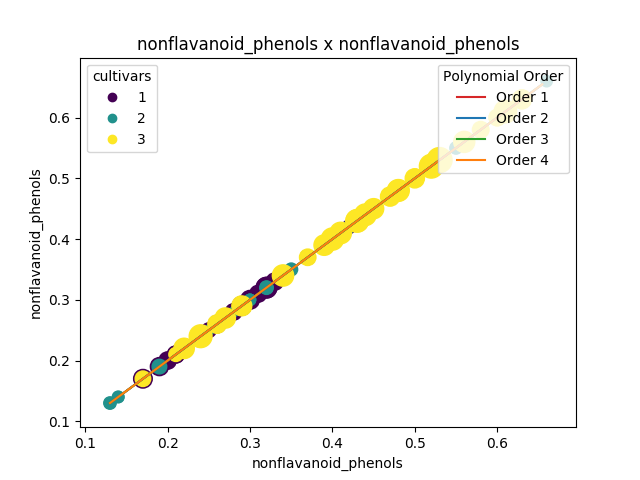 nonflavanoid_phenols x nonflavanoid_phenols
cultivars
1
2
3
Polynomial Order
Order 1
Order 2
Order 3
Order 4
nonflavanoid_phenols
0.6
0.5
0.4
0.3
0.2
0.1
0.1 0.2 0.3 0.4 0.5 0.6
nonflavanoid_phenols